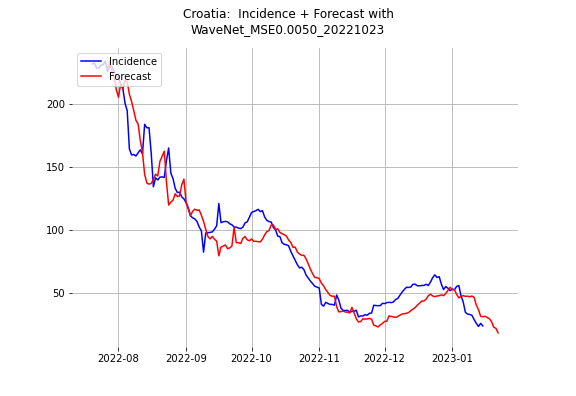 Croatia:  Incidence + Forecast with
WaveNet_MSE0.0050_20221023
Incidence
Forecast
200
150
100
50
2022-08 2022-09 2022-10 2022-11 2022-12 2023-01